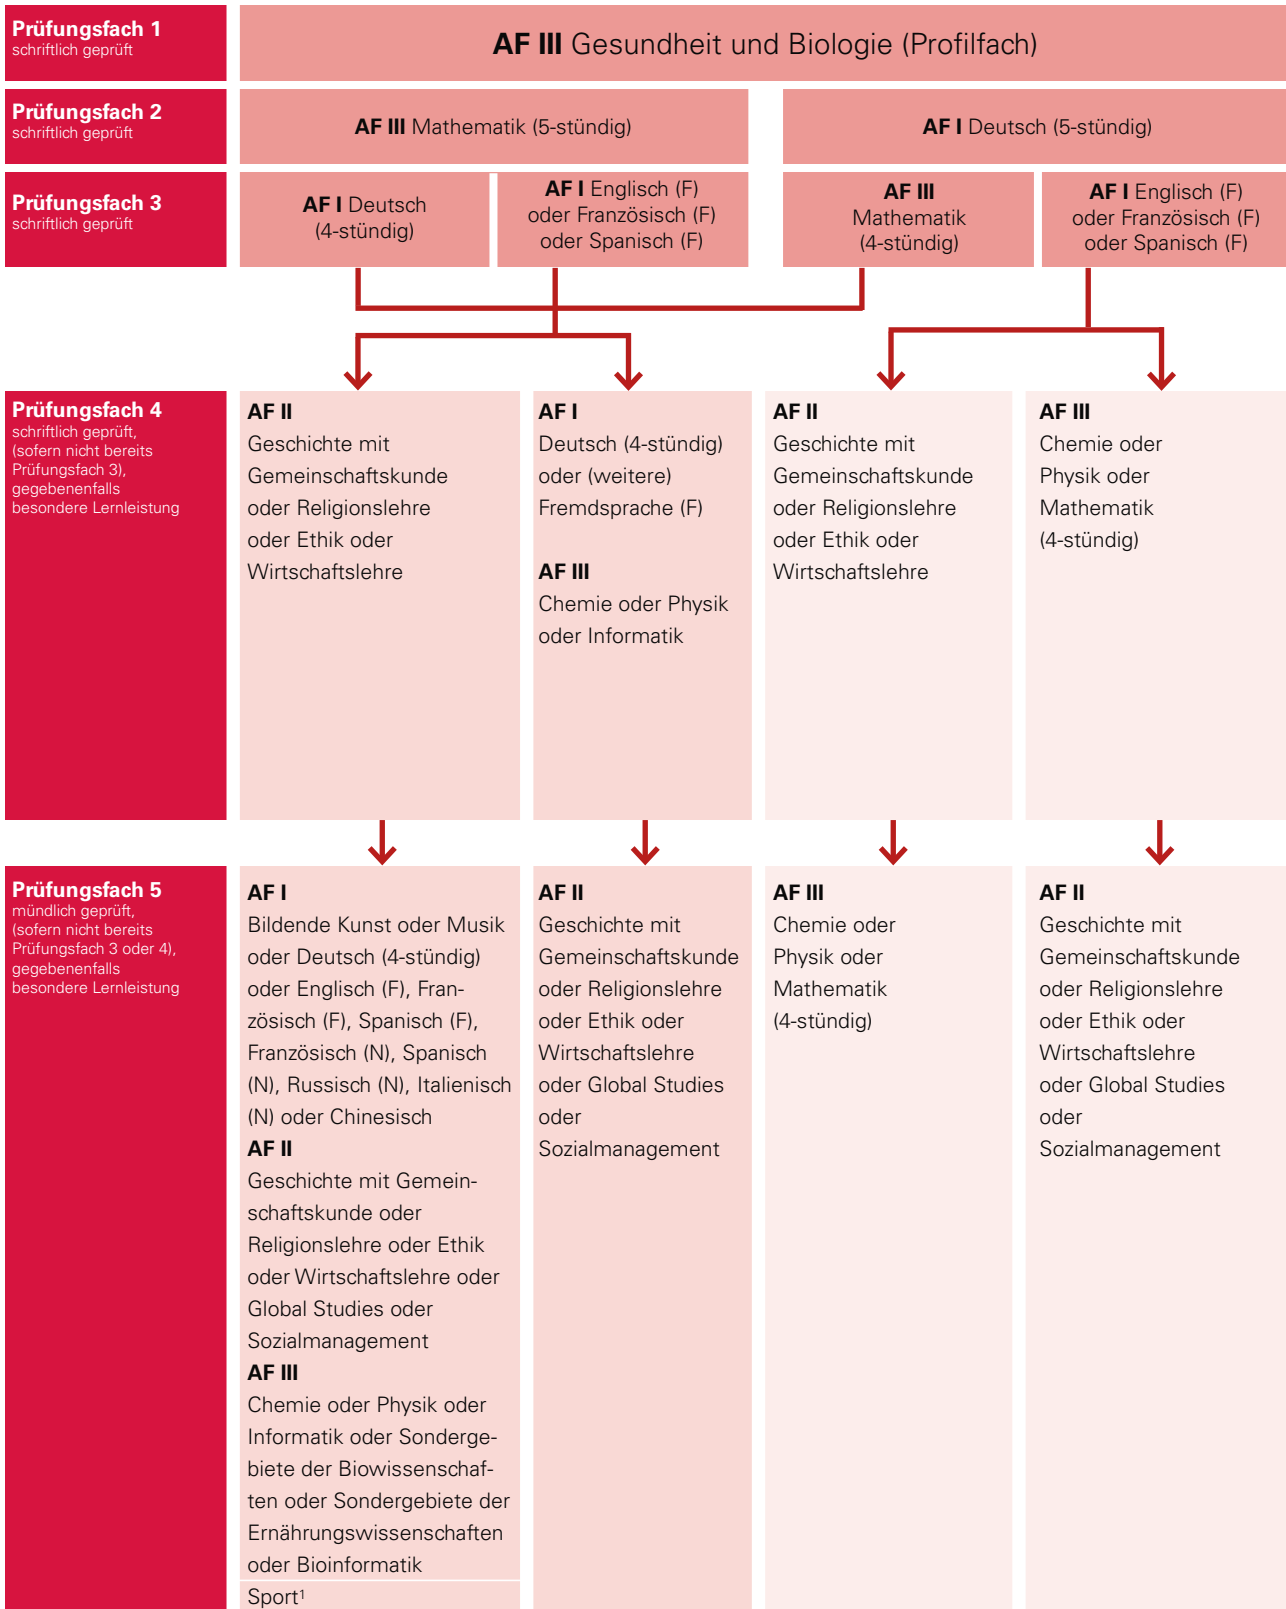 Prüfungsfach 1
schriftlich geprüft
AF III Gesundheit und Biologie (Profilfach)
Prüfungsfach 2
schriftlich geprüft
AF III Mathematik (5-stündig)
AF I Deutsch (5-stündig)
Prüfungsfach 3
schriftlich geprüft
AF I Deutsch
(4-stündig)
AF I Englisch (F)
oder Französisch (F)
oder Spanisch (F)
AF III
Mathematik
(4-stündig)
AF I Englisch (F)
oder Französisch (F)
oder Spanisch (F)
Prüfungsfach 4
schriftlich geprüft,
(sofern nicht bereits
Prüfungsfach 3),
gegebenenfalls
besondere Lernleistung
AF II
Geschichte mit
Gemeinschaftskunde
oder Religionslehre
oder Ethik oder
Wirtschaftslehre
AF I
Deutsch (4-stündig)
oder (weitere)
Fremdsprache (F)
AF III
Chemie oder Physik
oder Informatik
AF II
Geschichte mit
Gemeinschaftskunde
oder Religionslehre
oder Ethik oder
Wirtschaftslehre
AF III
Chemie oder
Physik oder
Mathematik
(4-stündig)
Prüfungsfach 5
mündlich geprüft,
(sofern nicht bereits
Prüfungsfach 3 oder 4),
gegebenenfalls
besondere Lernleistung
AF I
Bildende Kunst oder Musik
oder Deutsch (4-stündig)
oder Englisch (F), Fran-
zösisch (F), Spanisch (F),
Französisch (N), Spanisch
(N), Russisch (N), Italienisch
(N) oder Chinesisch
AF II
Geschichte mit Gemein-
schaftskunde oder
Religionslehre oder Ethik
oder Wirtschaftslehre oder
Global Studies oder
Sozialmanagement
AF III
Chemie oder Physik oder
Informatik oder Sonderge-
biete der Biowissenschaf-
ten oder Sondergebiete der
Ernährungswissenschaften
oder Bioinformatik
Sport¹
AF II
Geschichte mit
Gemeinschaftskunde
oder Religionslehre
oder Ethik oder
Wirtschaftslehre
oder Global Studies
oder
Sozialmanagement
AF III
Chemie oder
Physik oder
Mathematik
(4-stündig)
AF II
Geschichte mit
Gemeinschaftskunde
oder Religionslehre
oder Ethik oder
Wirtschaftslehre
oder Global Studies
oder
Sozialmanagement